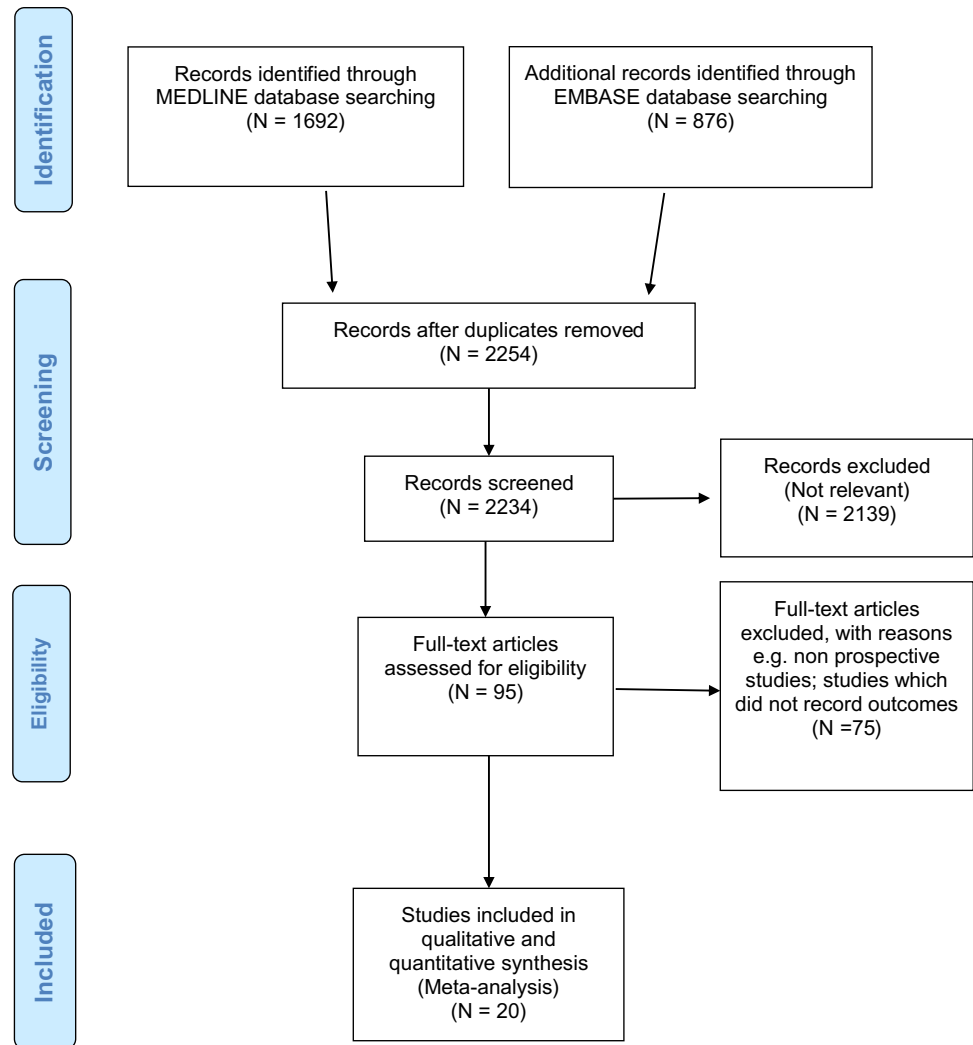 Identification
Records identified through
MEDLINE database searching
(N = 1692)
Additional records identified through
EMBASE database searching
(N = 876)
Screening
Records after duplicates removed
(N = 2254)
Records screened
(N = 2234)
Records excluded
(Not relevant)
(N = 2139)
Eligibility
Full-text articles
assessed for eligibility
(N = 95)
Full-text articles
excluded, with reasons
e.g. non prospective
studies; studies which
did not record outcomes
(N =75)
Included
Studies included in
qualitative and
quantitative synthesis
(Meta-analysis)
(N = 20)